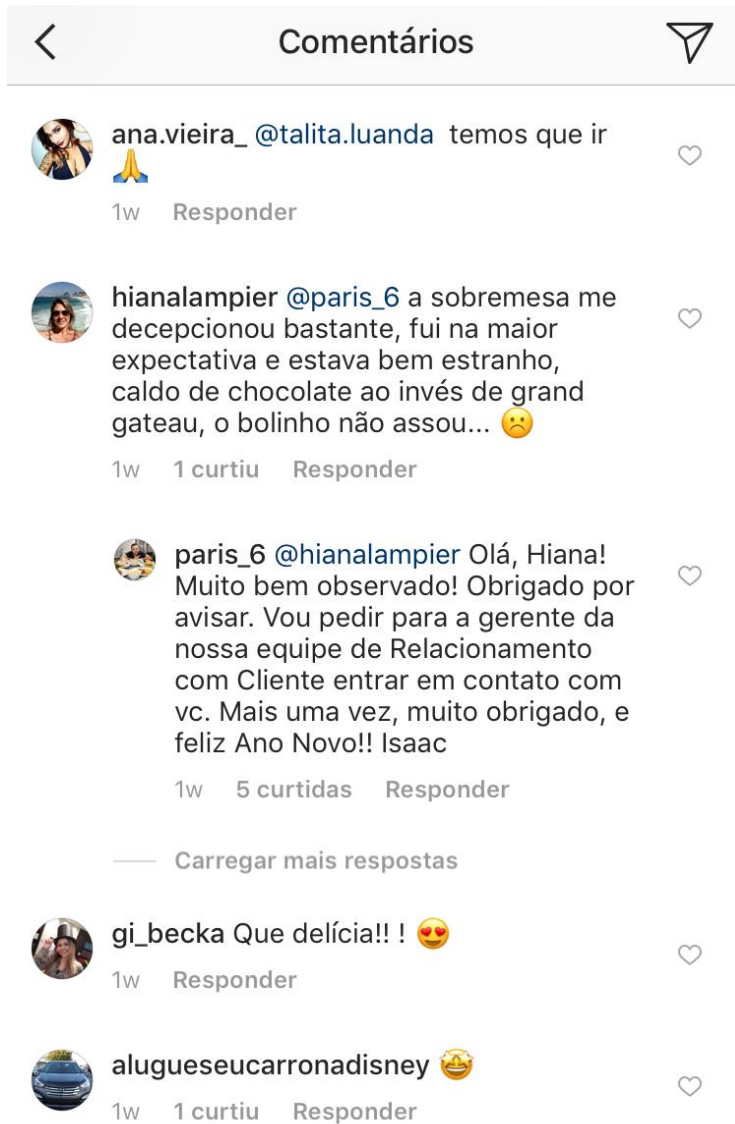 Comentários
ana.vieira_ @talita.luanda temos que ir
🙏
1w Responder
hianalampier @paris_6 a sobremesa me
decepcionou bastante, fui na maior
expectativa e estava bem estranho,
caldo de chocolate ao invés de grand
gateau, o bolinho não assou... ☹️
1w 1 curtiu Responder
paris_6 @hianalampier Olá, Hiana!
Muito bem observado! Obrigado por
avisar. Vou pedir para a gerente da
nossa equipe de Relacionamento
com Cliente entrar em contato com
vc. Mais uma vez, muito obrigado, e
feliz Ano Novo!! Isaac
1w 5 curtidas Responder
Carregar mais respostas
gi_becka Que delícia!! ! 😍
1w Responder
alugueseucarronadisney 🤩
1w 1 curtiu Responder